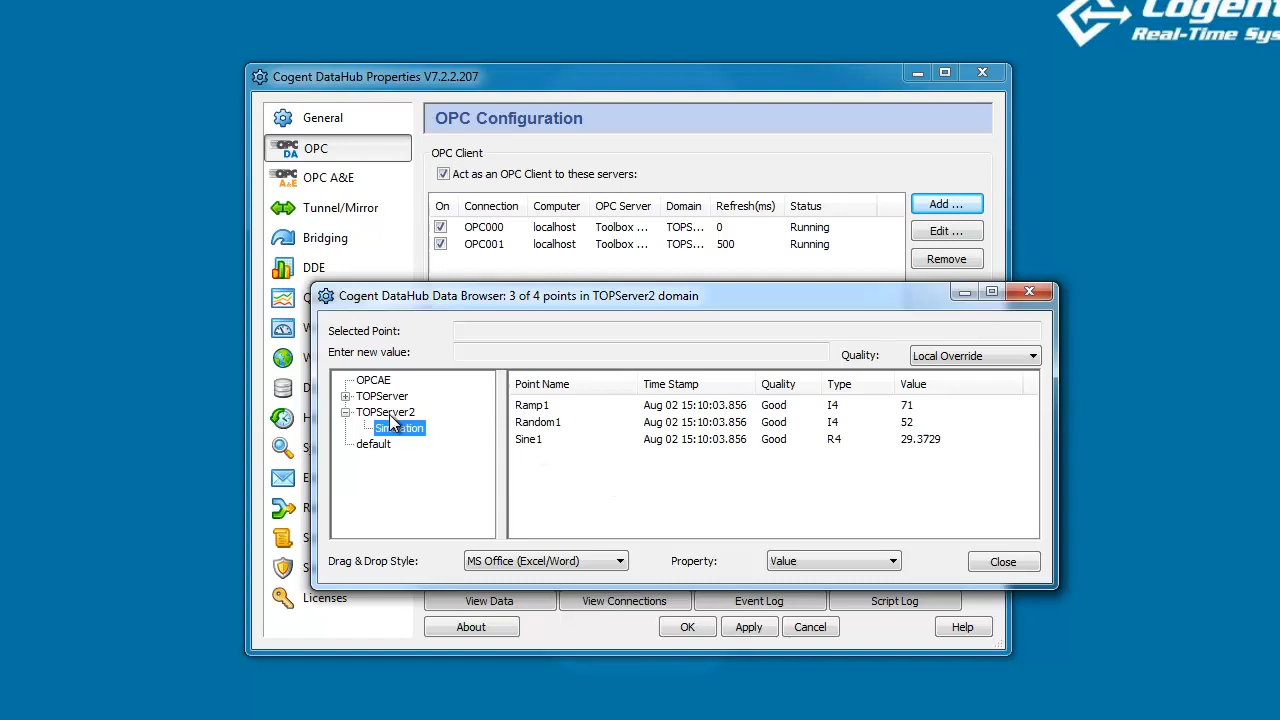 Cogent
Real-Time Sys
Cogent DataHub Properties V7.2.2.207
General
OPC DA OPC
OPC A&E OPC A&E
Tunnel/Mirror
Bridging
DDE
Licenses
OPC Configuration
OPC Client
Act as an OPC Client to these servers:
On Connection Computer OPC Server Domain Refresh(ms) Status
OPC000 localhost Toolbox ... TOPS... 0 Running
OPC001 localhost Toolbox ... TOPS... 500 Running
Add ...
Edit ...
Remove
Cogent DataHub Data Browser: 3 of 4 points in TOPServer2 domain
Selected Point:
Enter new value:
Quality: Local Override
OPCAE
TOPServer
TOPServer2
Simulation
default
Point Name Time Stamp Quality Type Value
Ramp1 Aug 02 15:10:03.856 Good I4 71
Random1 Aug 02 15:10:03.856 Good I4 52
Sine1 Aug 02 15:10:03.856 Good R4 29.3729
Drag & Drop Style: MS Office (Excel/Word) Property: Value Close
View Data View Connections Event Log Script Log
About OK Apply Cancel Help